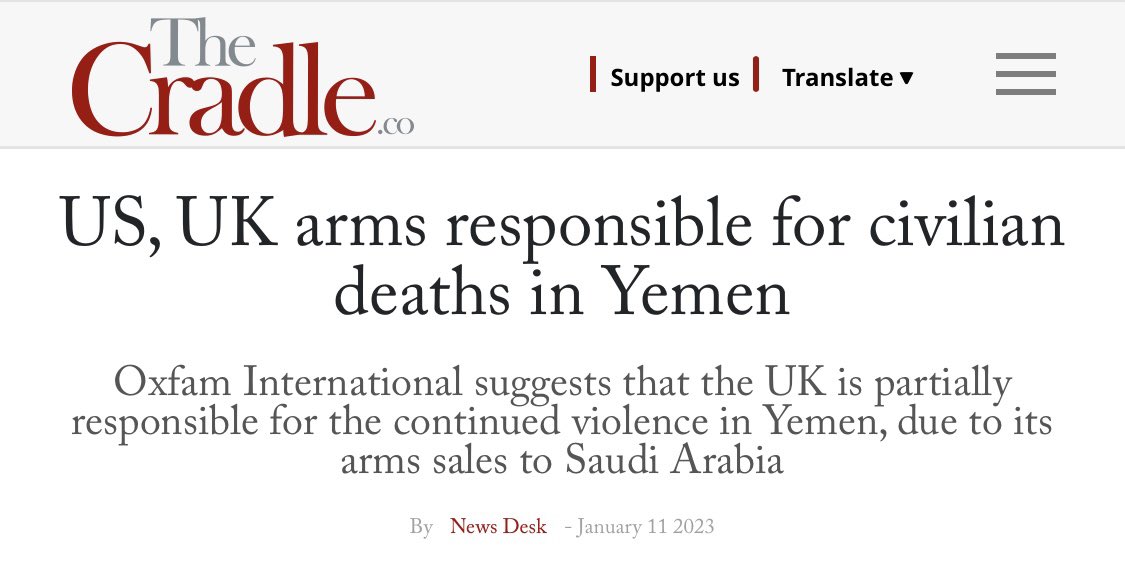 The
Cradle.co
Support us
Translate ▼
US, UK arms responsible for civilian
deaths in Yemen
Oxfam International suggests that the UK is partially
responsible for the continued violence in Yemen, due to its
arms sales to Saudi Arabia
By News Desk - January 11 2023